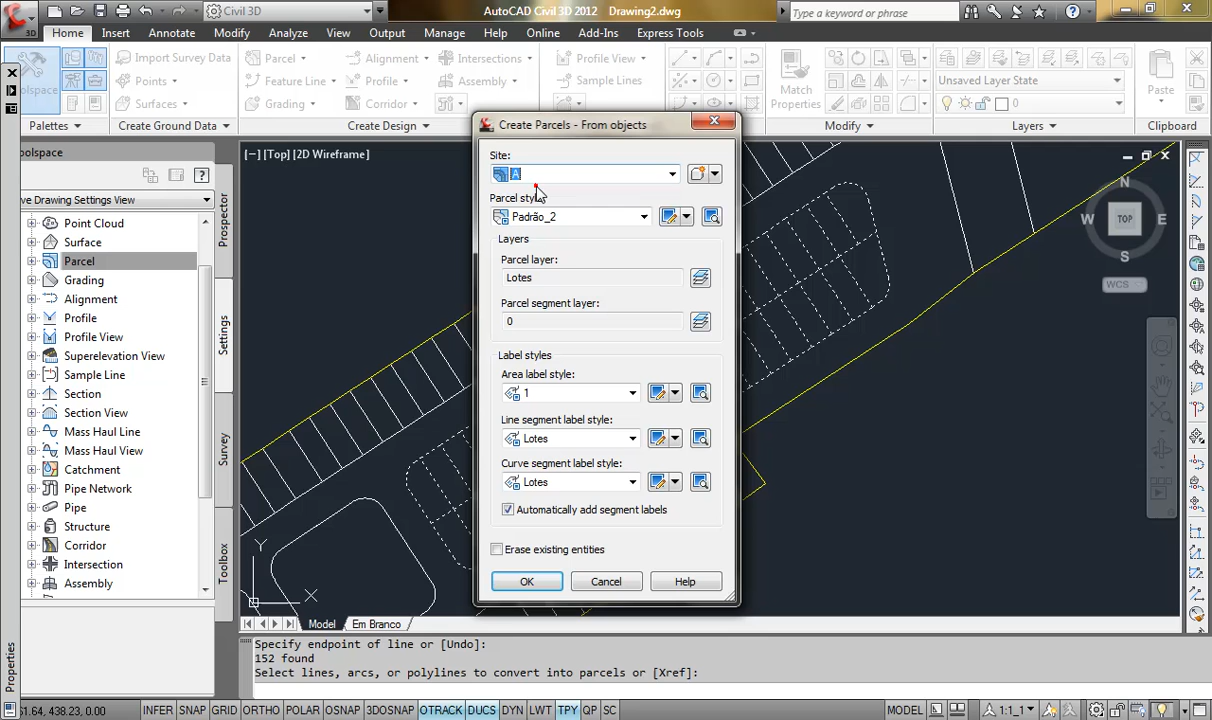 Civil 3D
AutoCAD Civil 3D 2012 Drawing2.dwg
Type a keyword or phrase
3D
Home Insert Annotate Modify Analyze View Output Manage Help Online Add-Ins Express Tools
Import Survey Data
Parcel
Alignment
Intersections
Profile View
Unsaved Layer State
Points
Feature Line
Profile
Assembly
Sample Lines
Surfaces
Grading
Corridor
0
Match
Properties
Paste
Palettes
Create Ground Data
Create Design
Modify
Layers
Clipboard
[−] [Top] [2D Wireframe]
N
W
TOP
E
S
WCS
Point Cloud
Surface
Parcel
Grading
Alignment
Profile
Profile View
Superelevation View
Sample Line
Section
Section View
Mass Haul Line
Mass Haul View
Catchment
Pipe Network
Pipe
Structure
Corridor
Intersection
Assembly
Prospector
Settings
Survey
Toolbox
Properties
Create Parcels - From objects
Site:
A
Padrão_2
Layers
Parcel layer:
Lotes
Parcel segment layer:
0
Label styles
Area label style:
1
Line segment label style:
Lotes
Curve segment label style:
Lotes
Automatically add segment labels
Erase existing entities
OK
Cancel
Help
Y
X
Model
Em Branco
Specify endpoint of line or [Undo]:
152 found
Select lines, arcs, or polylines to convert into parcels or [Xref]:
438.23, 0.00
INFER SNAP GRID ORTHO POLAR OSNAP 3DOSNAP OTRACK DUCS DYN LWT TPY QP SC
MODEL
1:1